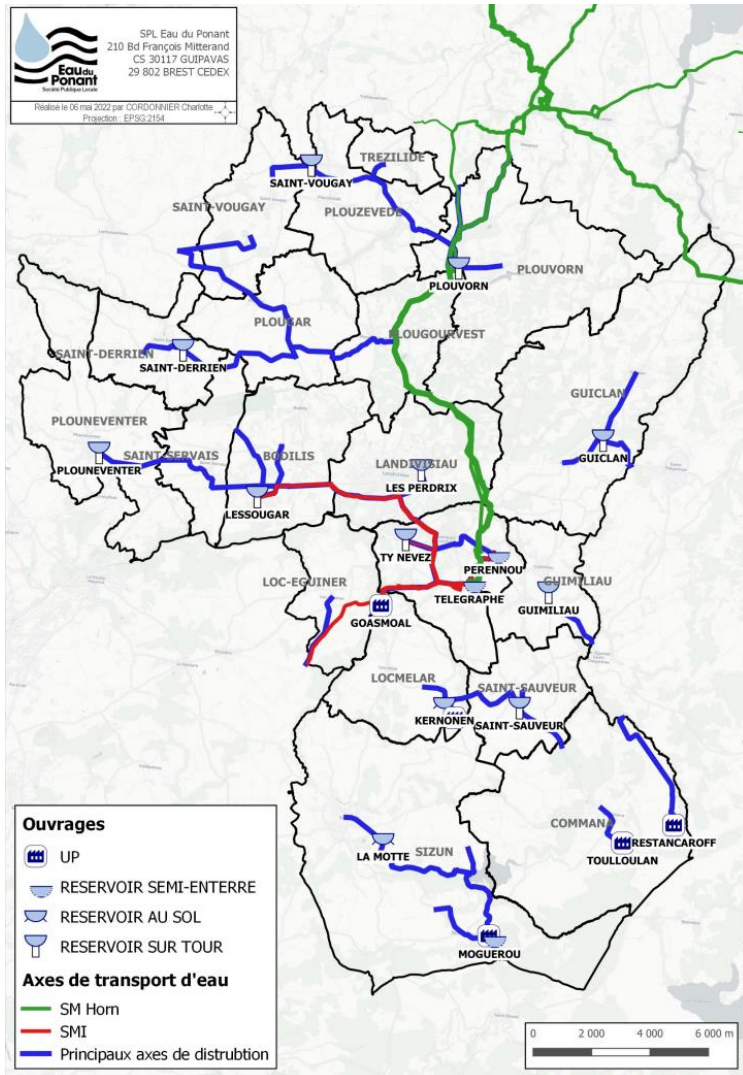 SPL Eau du Ponant
210 Bd François Mitterand
CS 30117 GUIPAVAS
29 802 BREST CEDEX
Eau du
Ponant
Société Publique Locale
Réalisé le 06 mai 2022 par CORDONNIER Charlotte
Projection : EPSG:2154
TREZILIDE
SAINT-VOUGAY
SAINT-VOUGAY
PLOUZEVEDE
PLOUVORN
PLOUVORN
PLOUGAR
PLOUGOURVEST
SAINT-DERRIEN
SAINT-DERRIEN
GUICLAN
PLOUNEVENTER
GUICLAN
SAINT-SERVAIS
BODILIS
LANDIVISIAU
PLOUNEVENTER
LES PERDRIX
LESSOUGAR
TY NEVEZ
LOC-EGUINER
PERENNOU
GUIMILIAU
TELEGRAPHE
GUIMILIAU
GOASMOAL
LOCMELAR
SAINT-SAUVEUR
KERNONEN
SAINT-SAUVEUR
COMMANA
RESTANCAROFF
LA MOTTE
SIZUN
TOULLOULAN
MOGUEROU
Ouvrages
UP
RESERVOIR SEMI-ENTERRE
RESERVOIR AU SOL
RESERVOIR SUR TOUR
Axes de transport d'eau
SM Horn
SMI
Principaux axes de distrubtion
0 2 000 4 000 6 000 m